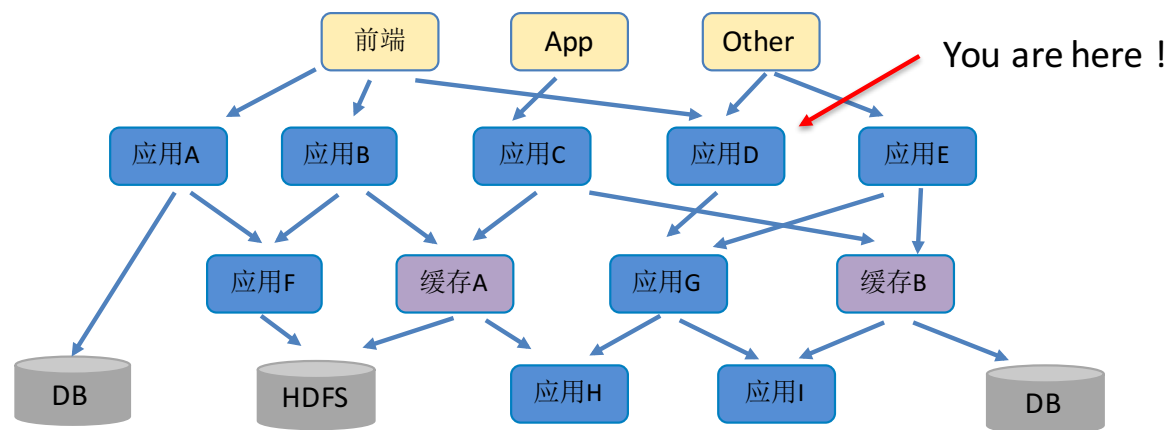 前端
App
Other
You are here！
应用A
应用B
应用C
应用D
应用E
应用F
缓存A
应用G
缓存B
DB
HDFS
应用H
应用I
DB